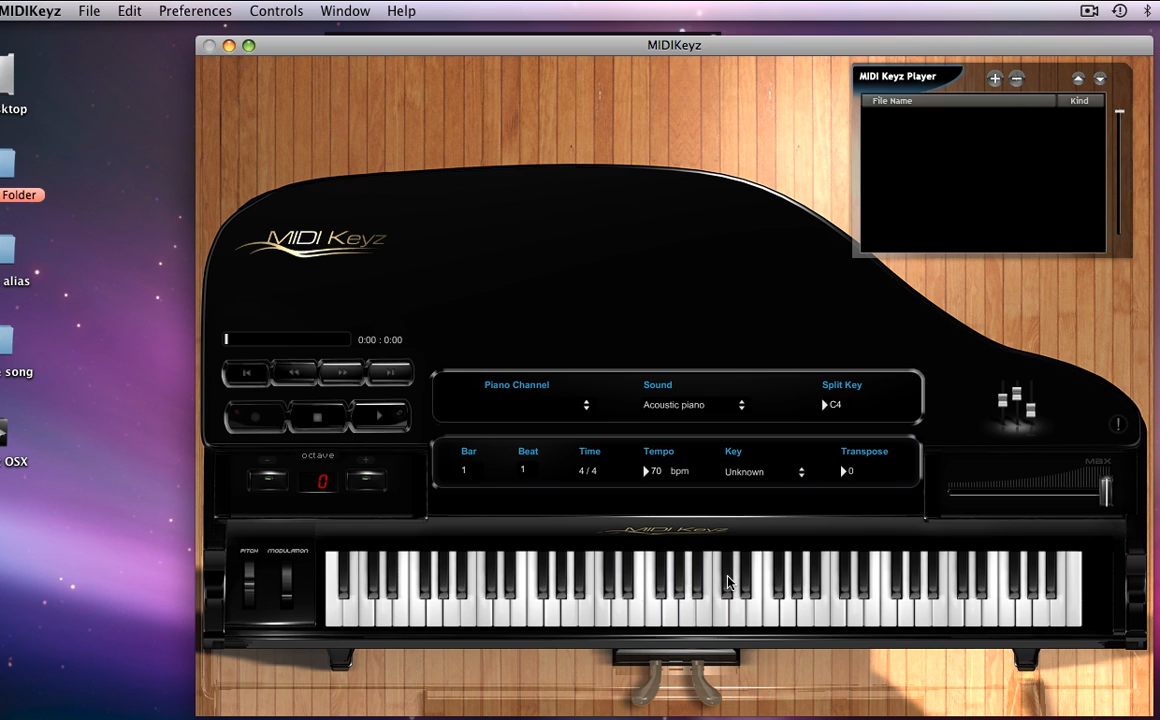 MIDIKeyz File Edit Preferences Controls Window Help
MIDIKeyz
MIDI Keyz Player
File Name Kind
ktop
Folder
alias
song
OSX
MIDI Keyz
0:00 : 0:00
Piano Channel Sound Split Key
Acoustic piano C4
Bar Beat Time Tempo Key Transpose
1 1 4 / 4 70 bpm Unknown 0
octave
0
MAX
MIDI Keyz
PITCH MODULATION